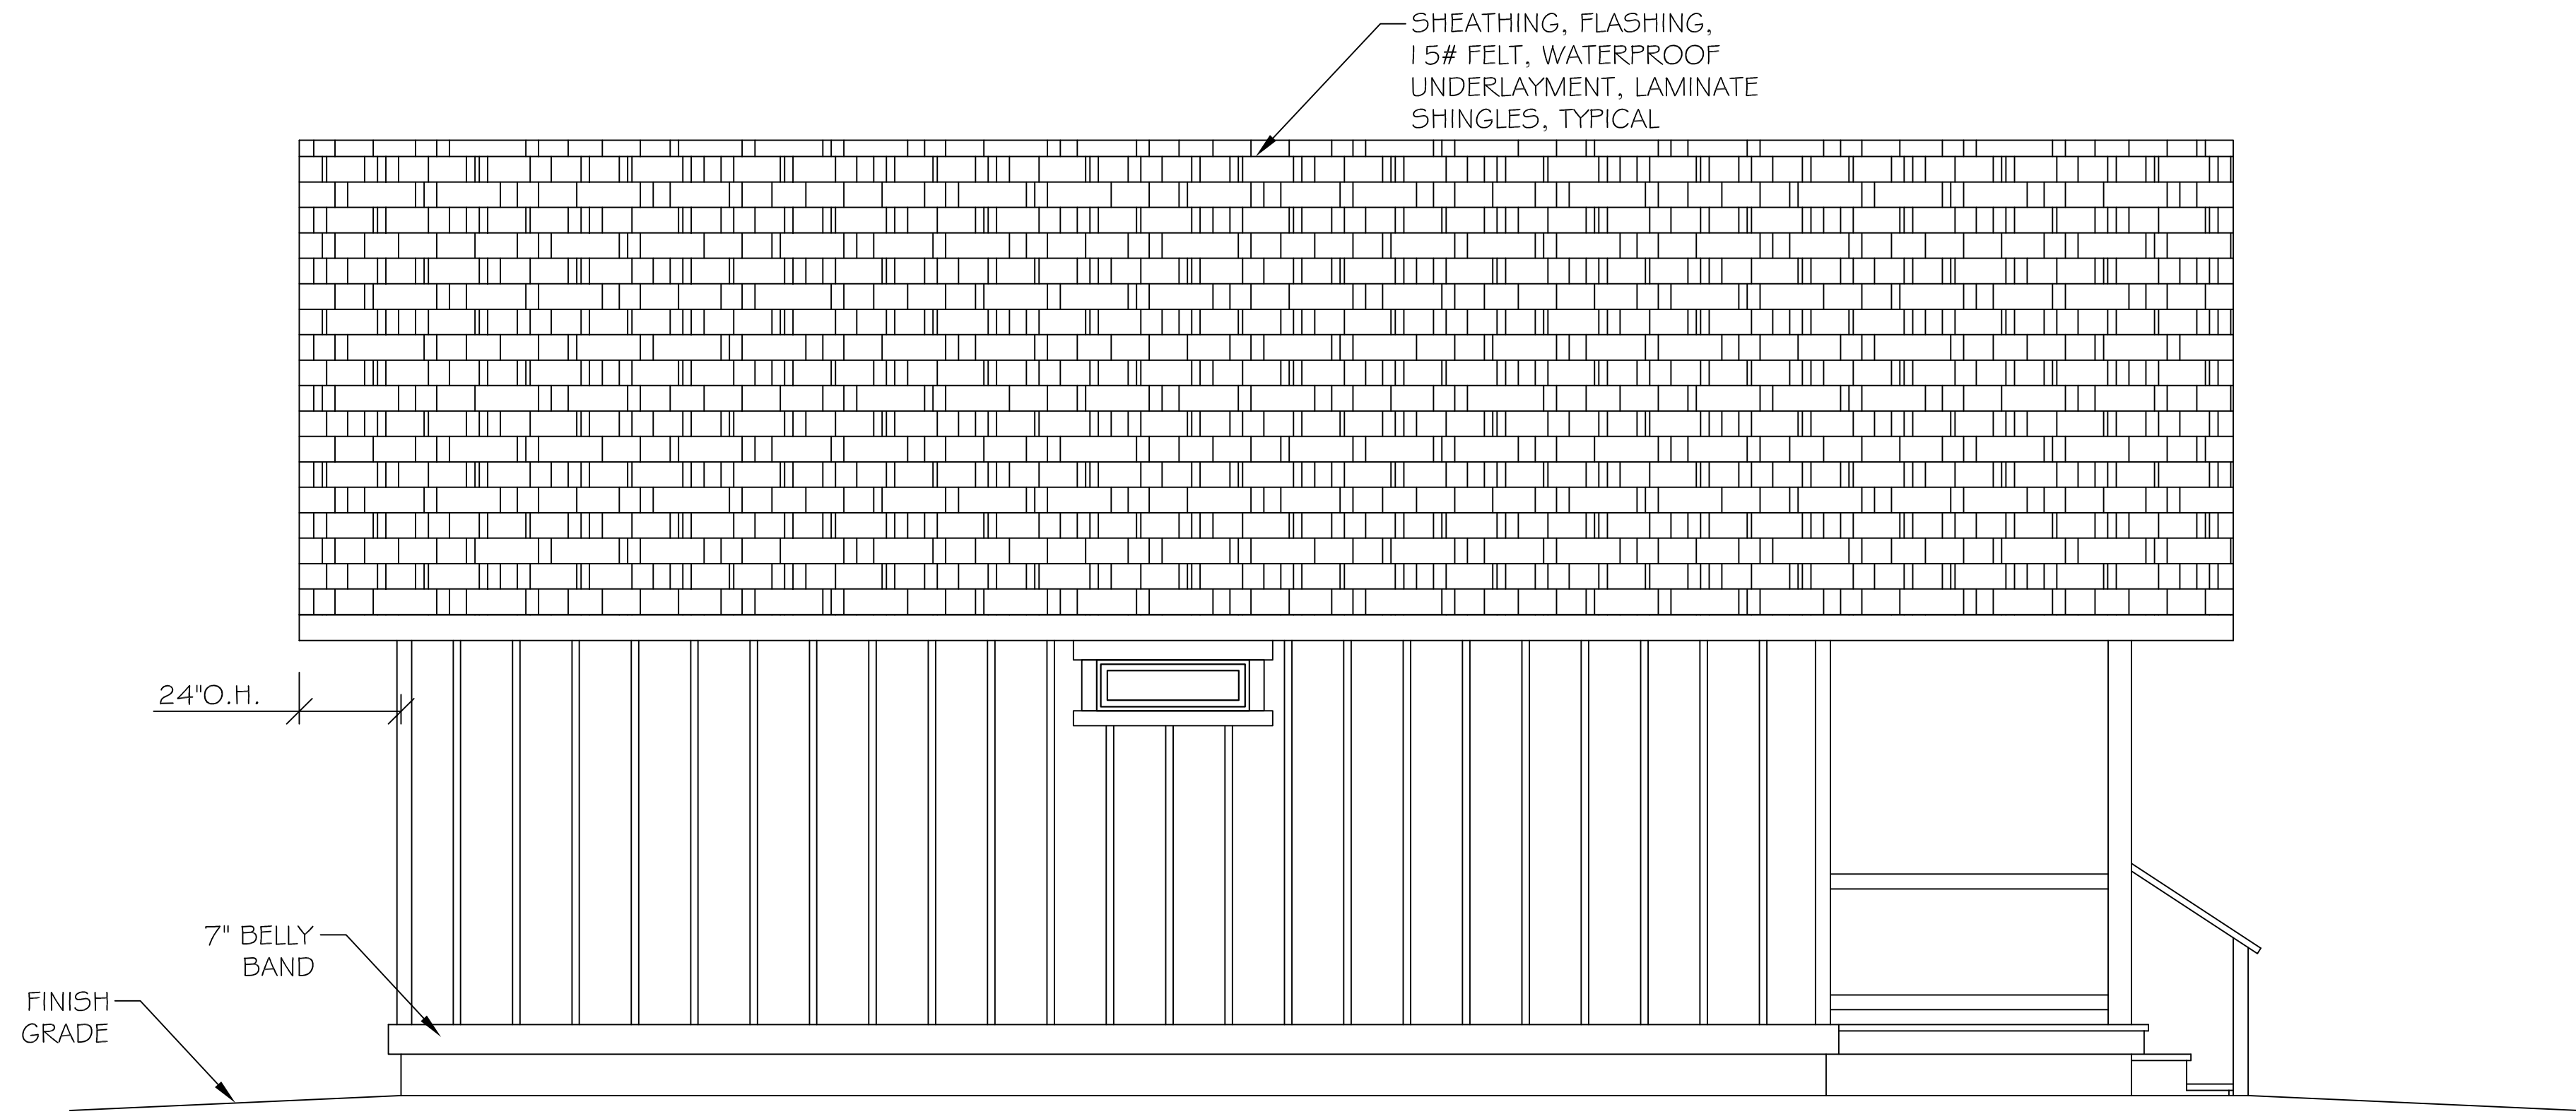 SHEATHING, FLASHING,
15# FELT, WATERPROOF
UNDERLAYMENT, LAMINATE
SHINGLES, TYPICAL
24"O.H.
7" BELLY
BAND
FINISH
GRADE